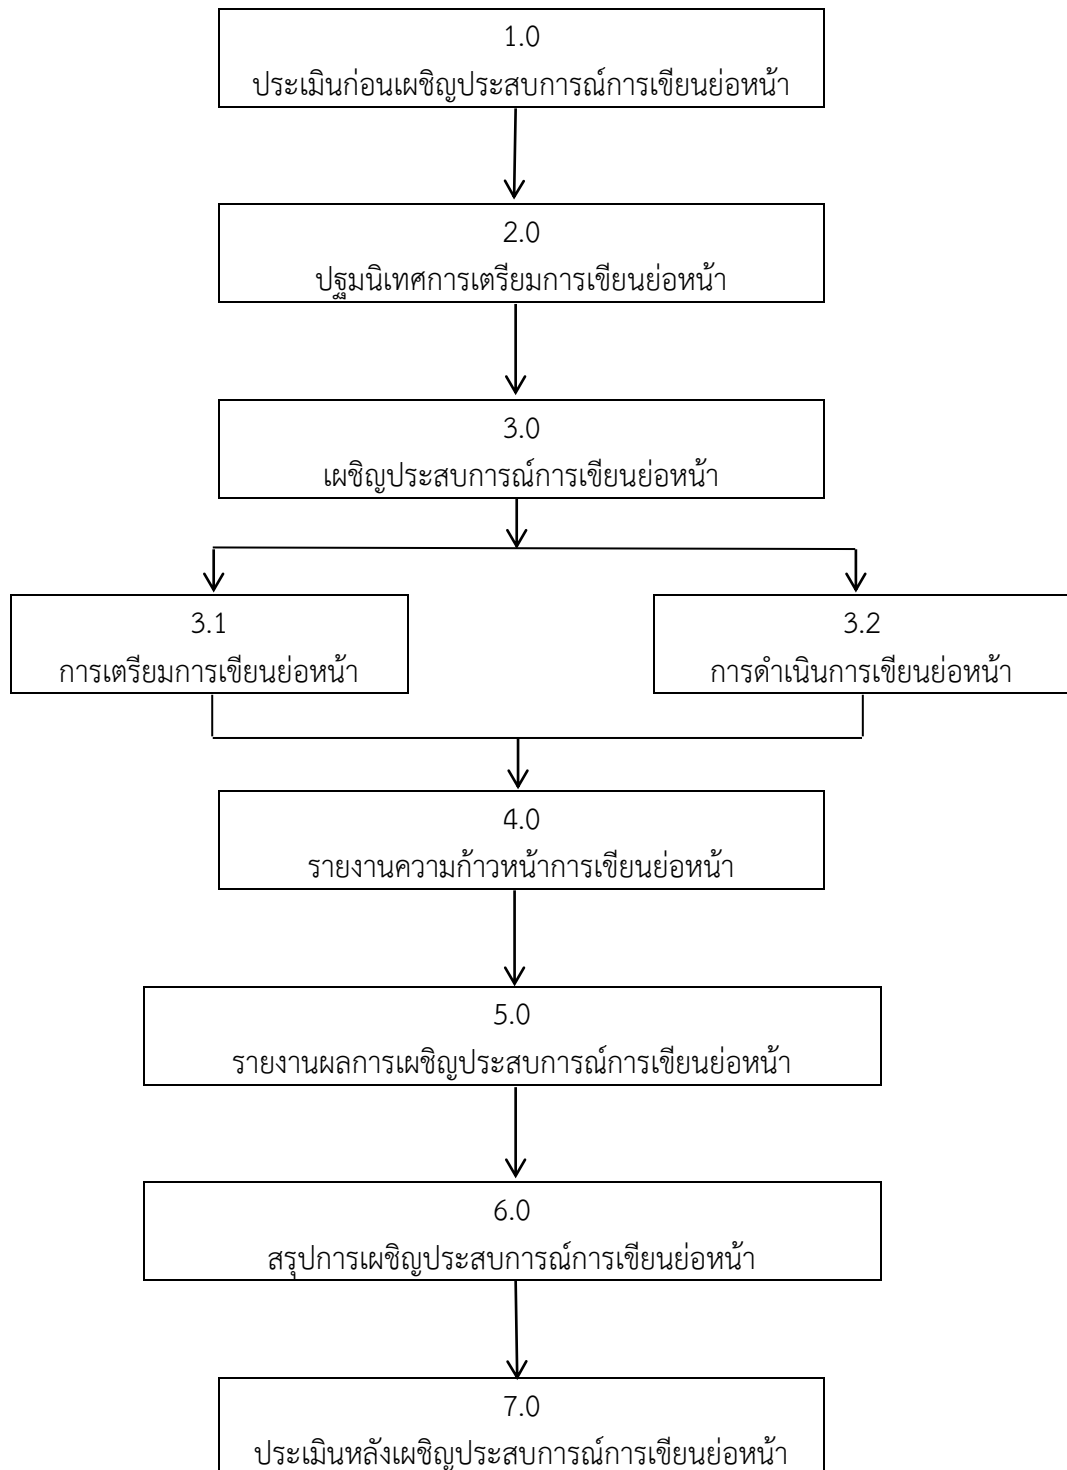 1.0
ประเมินก่อนเผชิญประสบการณ์การเขียนย่อหน้า
2.0
ปฐมนิเทศการเตรียมการเขียนย่อหน้า
3.0
เผชิญประสบการณ์การเขียนย่อหน้า
3.1
การเตรียมการเขียนย่อหน้า
3.2
การดำเนินการเขียนย่อหน้า
4.0
รายงานความก้าวหน้าการเขียนย่อหน้า
5.0
รายงานผลการเผชิญประสบการณ์การเขียนย่อหน้า
6.0
สรุปการเผชิญประสบการณ์การเขียนย่อหน้า
7.0
ประเมินหลังเผชิญประสบการณ์การเขียนย่อหน้า